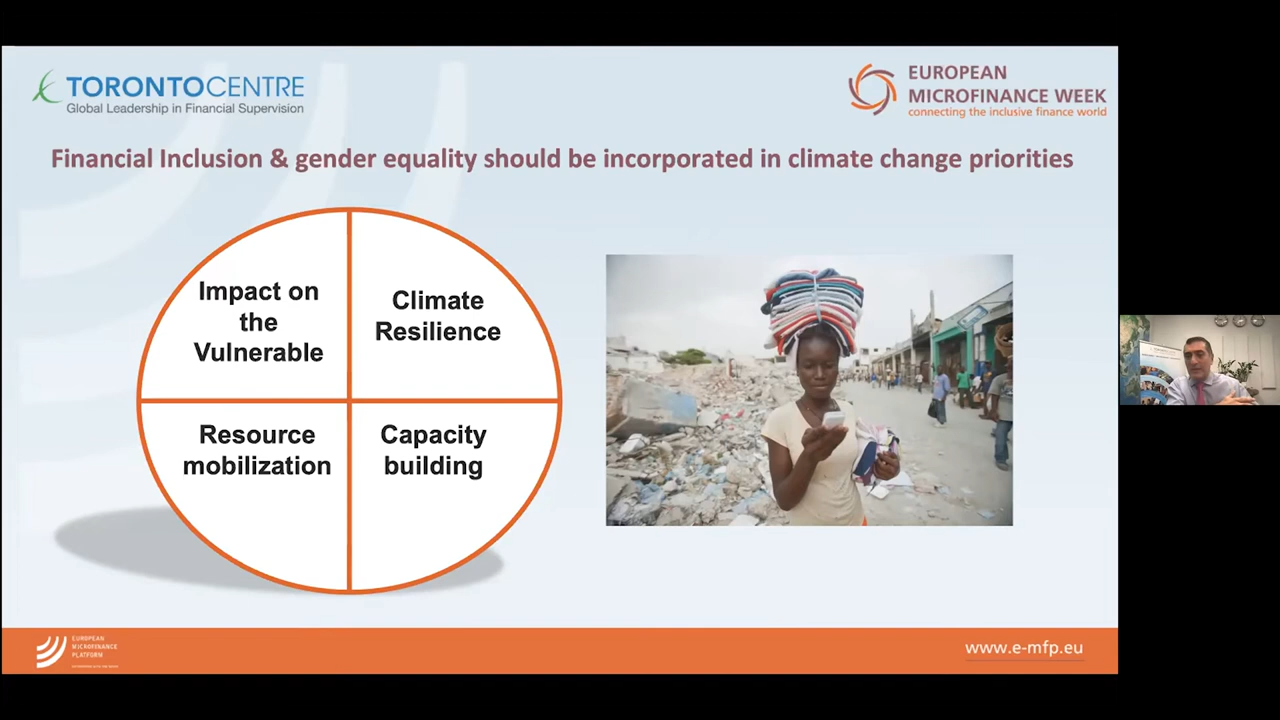 TORONTOCENTRE
Global Leadership in Financial Supervision
EUROPEAN
MICROFINANCE WEEK
connecting the inclusive finance world
Financial Inclusion & gender equality should be incorporated in climate change priorities
Impact on
the
Vulnerable
Climate
Resilience
Resource
mobilization
Capacity
building
EUROPEAN
MICROFINANCE
PLATFORM
www.e-mfp.eu